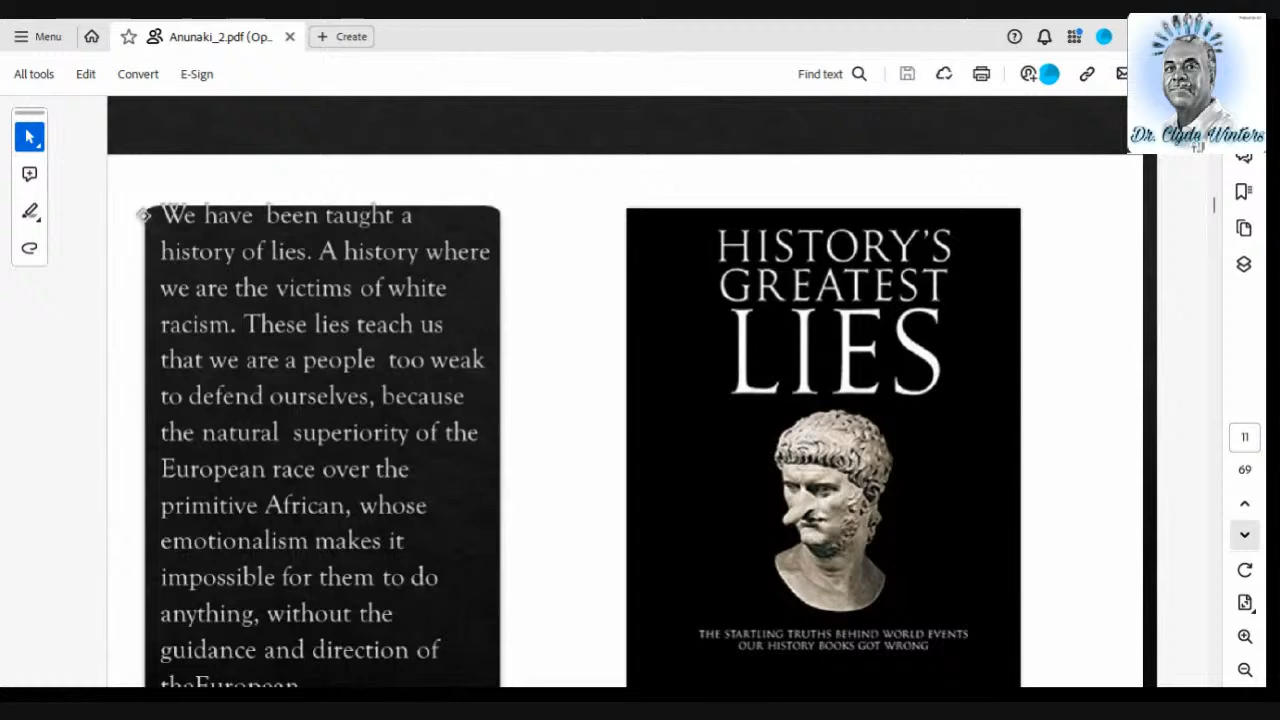 Menu
Anunaki_2.pdf (Op...
Create
All tools
Edit
Convert
E-Sign
Find text
Dr. Clyde Winters
We have been taught a
history of lies. A history where
we are the victims of white
racism. These lies teach us
that we are a people too weak
to defend ourselves, because
the natural superiority of the
European race over the
primitive African, whose
emotionalism makes it
impossible for them to do
anything, without the
guidance and direction of
theEuropean
HISTORY'S
GREATEST
LIES
THE STARTLING TRUTHS BEHIND WORLD EVENTS
OUR HISTORY BOOKS GOT WRONG
11
69